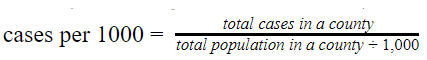 cases per 1000 = total cases in a county
total population in a county ÷ 1,000